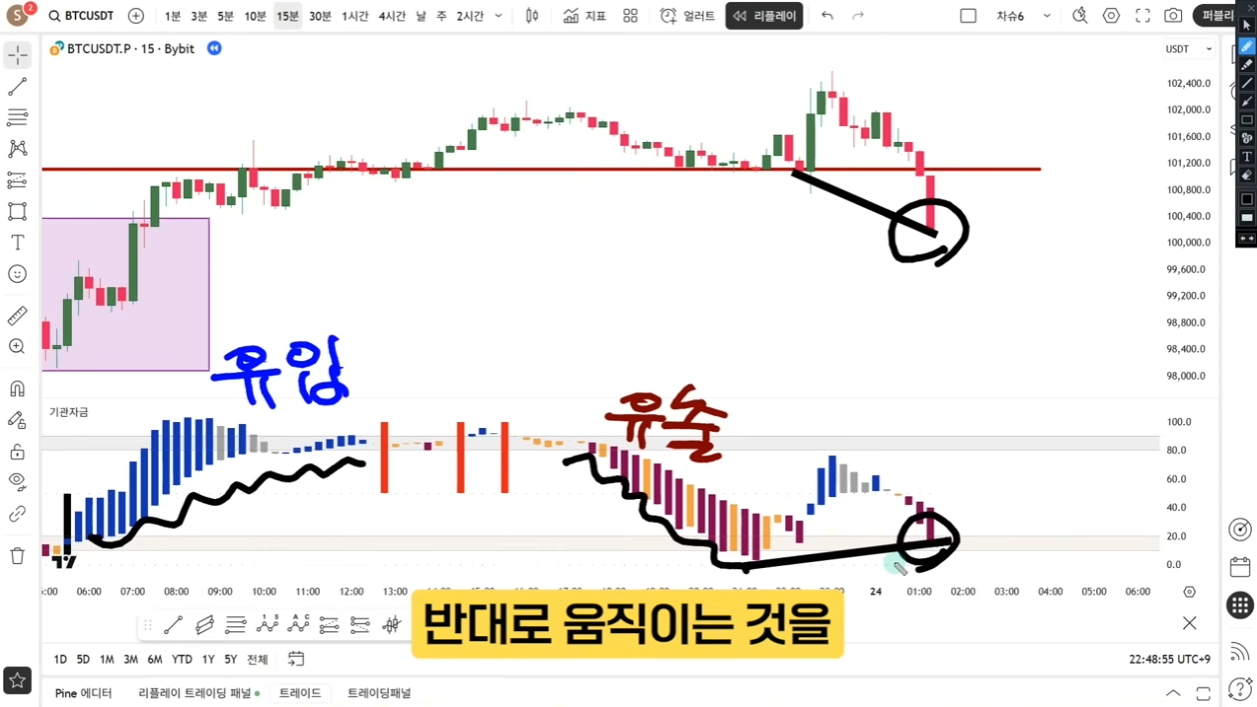 S 2 BTCUSDT 1분 3분 5분 10분 15분 30분 1시간 4시간 날 주 2시간 지표 얼러트 리플레이 차슈6 퍼블리
BTCUSDT.P · 15 · Bybit
USDT
102,400.0
102,000.0
101,600.0
101,200.0
100,800.0
100,400.0
100,000.0
99,600.0
99,200.0
98,800.0
98,400.0
98,000.0
유입
기관자금
유출
100.0
80.0
60.0
40.0
20.0
0.0
06:00 07:00 08:00 09:00 10:00 11:00 12:00 13:00 24 01:00 02:00 03:00 04:00 05:00 06:00
반대로 움직이는 것을
1D 5D 1M 3M 6M YTD 1Y 5Y 전체
22:48:55 UTC+9
Pine 에디터 리플레이 트레이딩 패널 트레이드 트레이딩패널